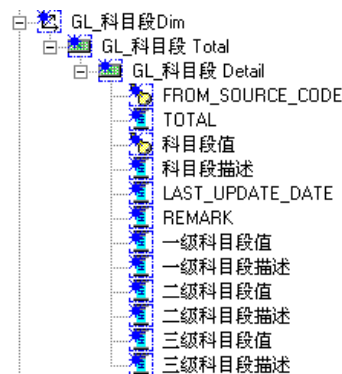 GL_科目段Dim
GL_科目段 Total
GL_科目段 Detail
FROM_SOURCE_CODE
TOTAL
科目段值
科目段描述
LAST_UPDATE_DATE
REMARK
一级科目段值
一级科目段描述
二级科目段值
二级科目段描述
三级科目段值
三级科目段描述